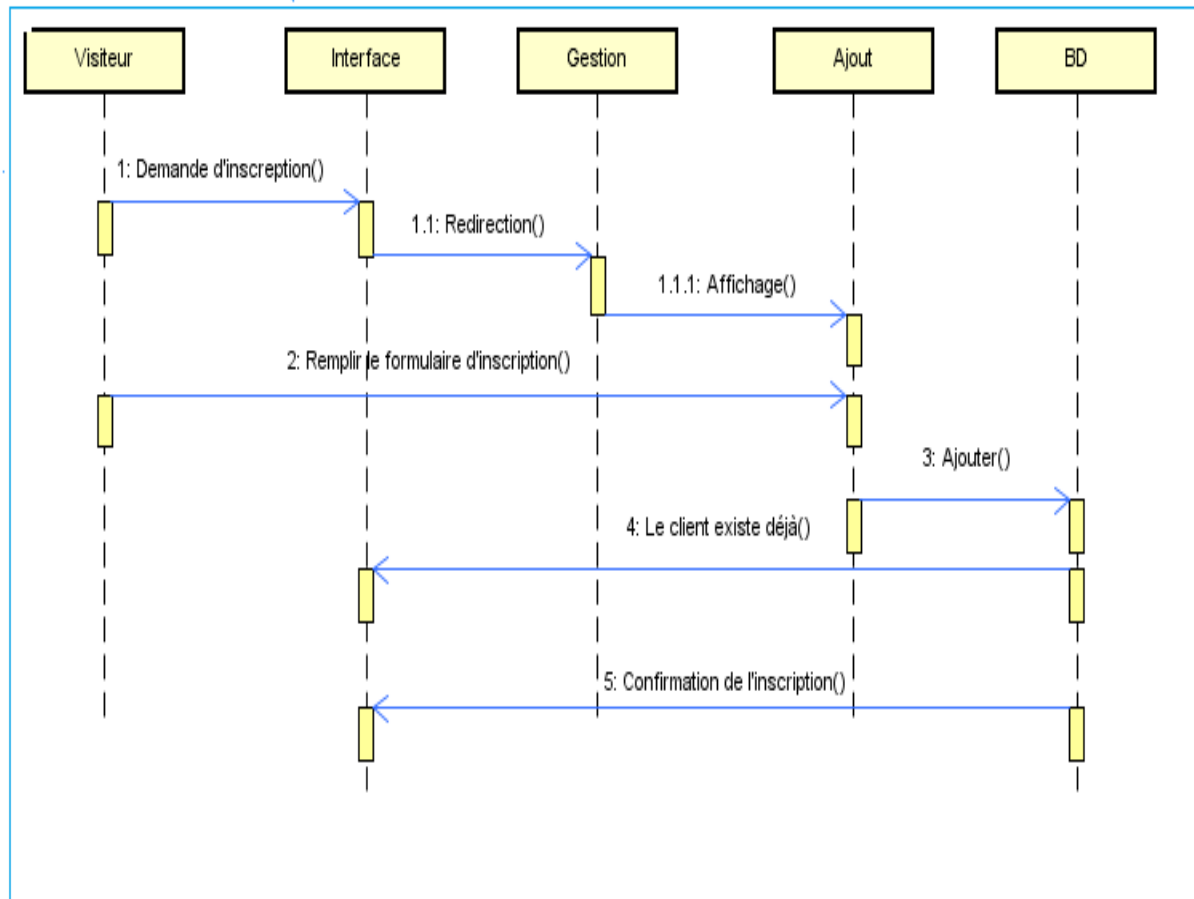 Visiteur
Interface
Gestion
Ajout
BD
1: Demande d'inscreption()
1.1: Redirection()
1.1.1: Affichage()
2: Remplir le formulaire d'inscription()
3: Ajouter()
4: Le client existe déjà()
5: Confirmation de l'inscription()